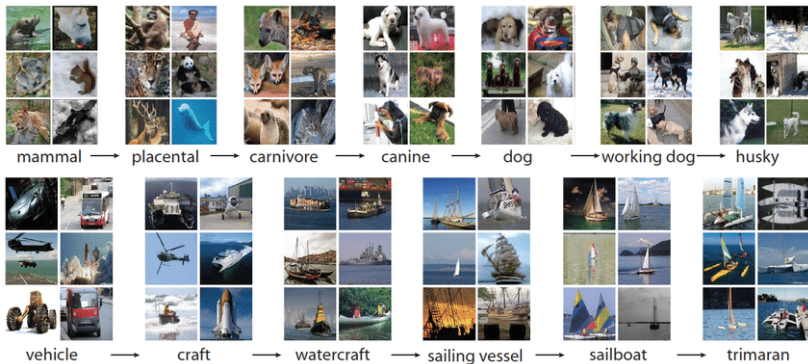 mammal → placental → carnivore → canine → dog → working dog → husky
vehicle → craft → watercraft → sailing vessel → sailboat → trimaran